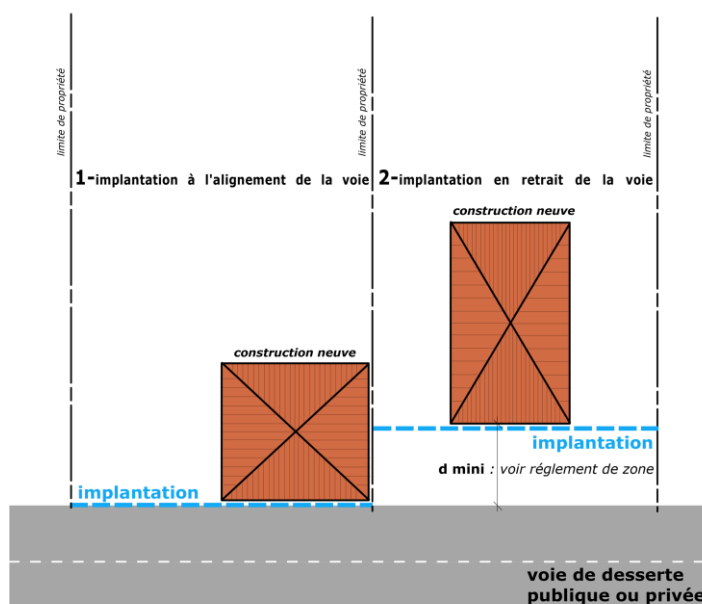 limite de propriété
limite de propriété
limite de propriété
1-implantation à l'alignement de la voie
2-implantation en retrait de la voie
construction neuve
construction neuve
implantation
d mini : voir réglement de zone
implantation
voie de desserte
publique ou privée